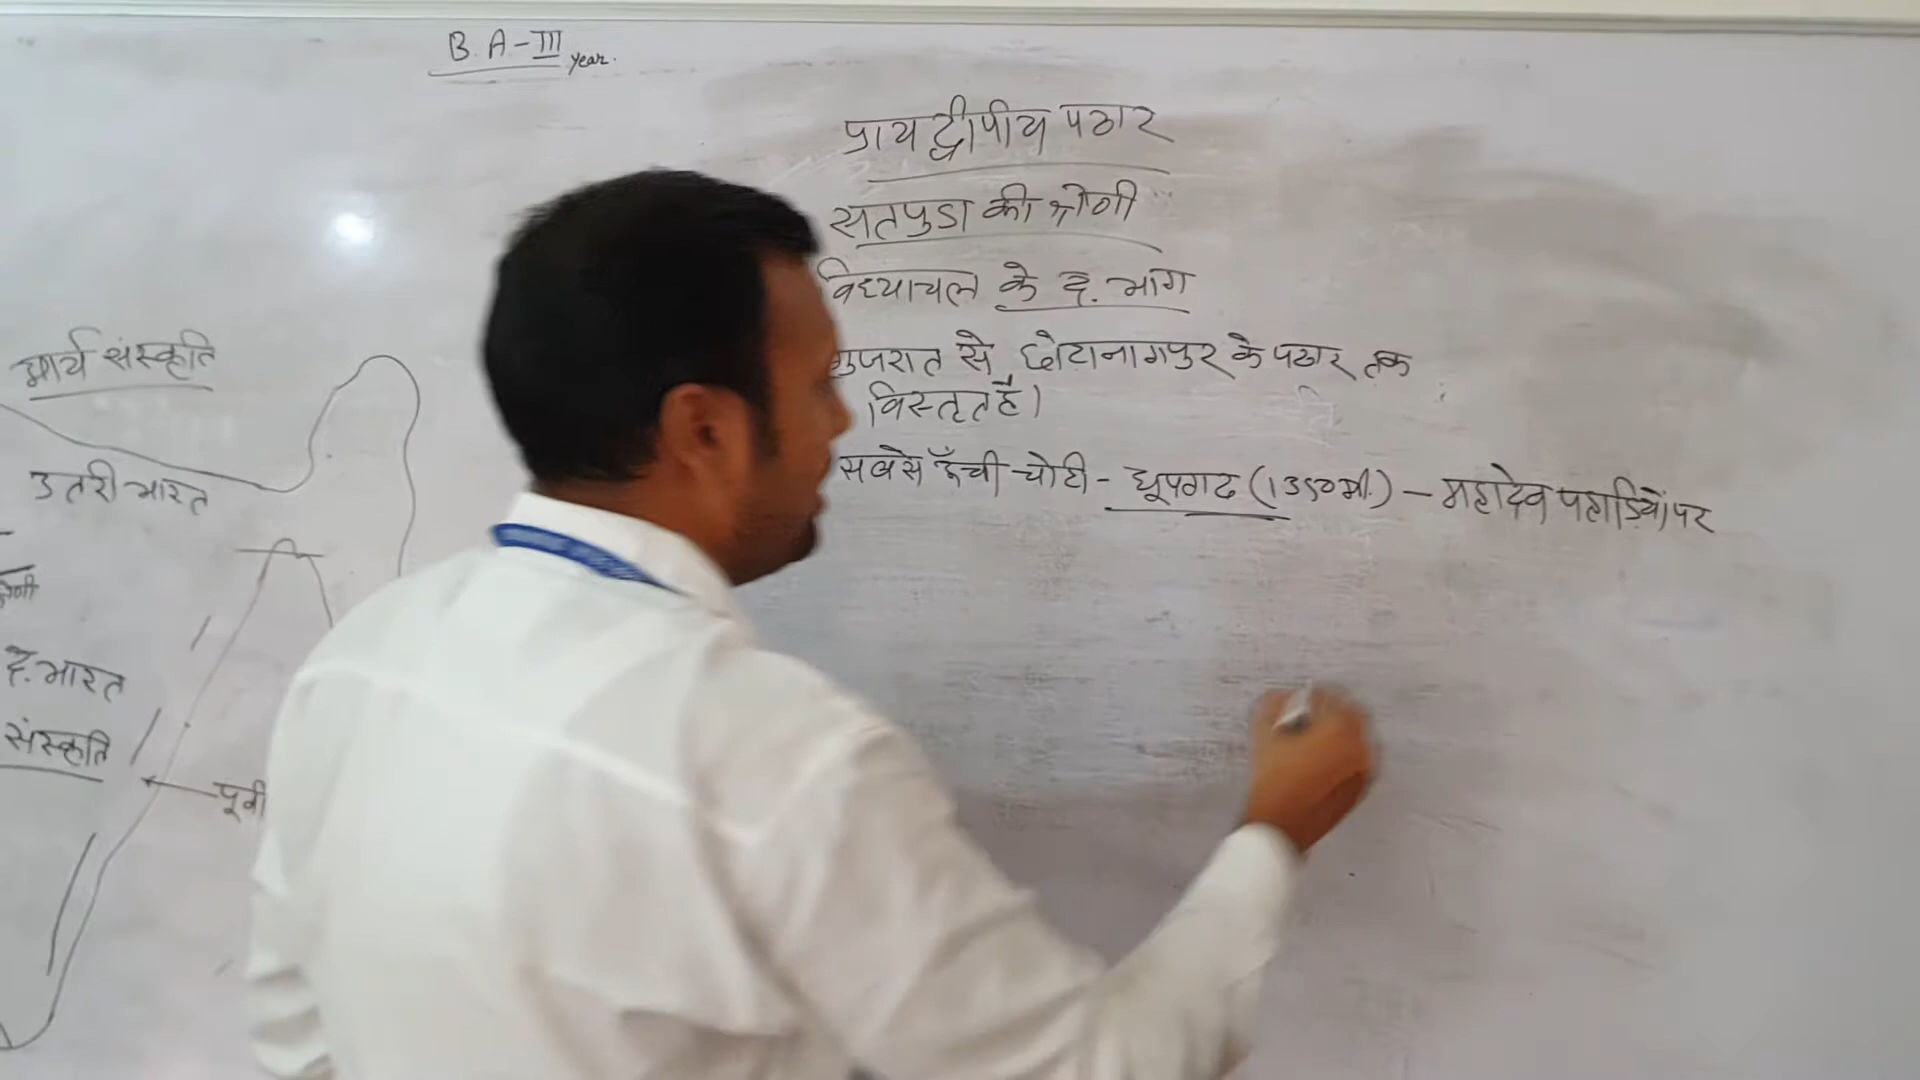 B. A - III year.
प्रायद्वीपीय पठार
सतपुडा की श्रेणी
विध्याचल के द. भाग
गुजरात से छोटानागपुर के पठार तक
विस्तृत है।
सबसे ऊँची चोटी - धूपगढ (1350मी.) - महादेव पहाडियों पर
आर्य संस्कृति
उतरी भारत
द. भारत
संस्कृति
पूर्वी